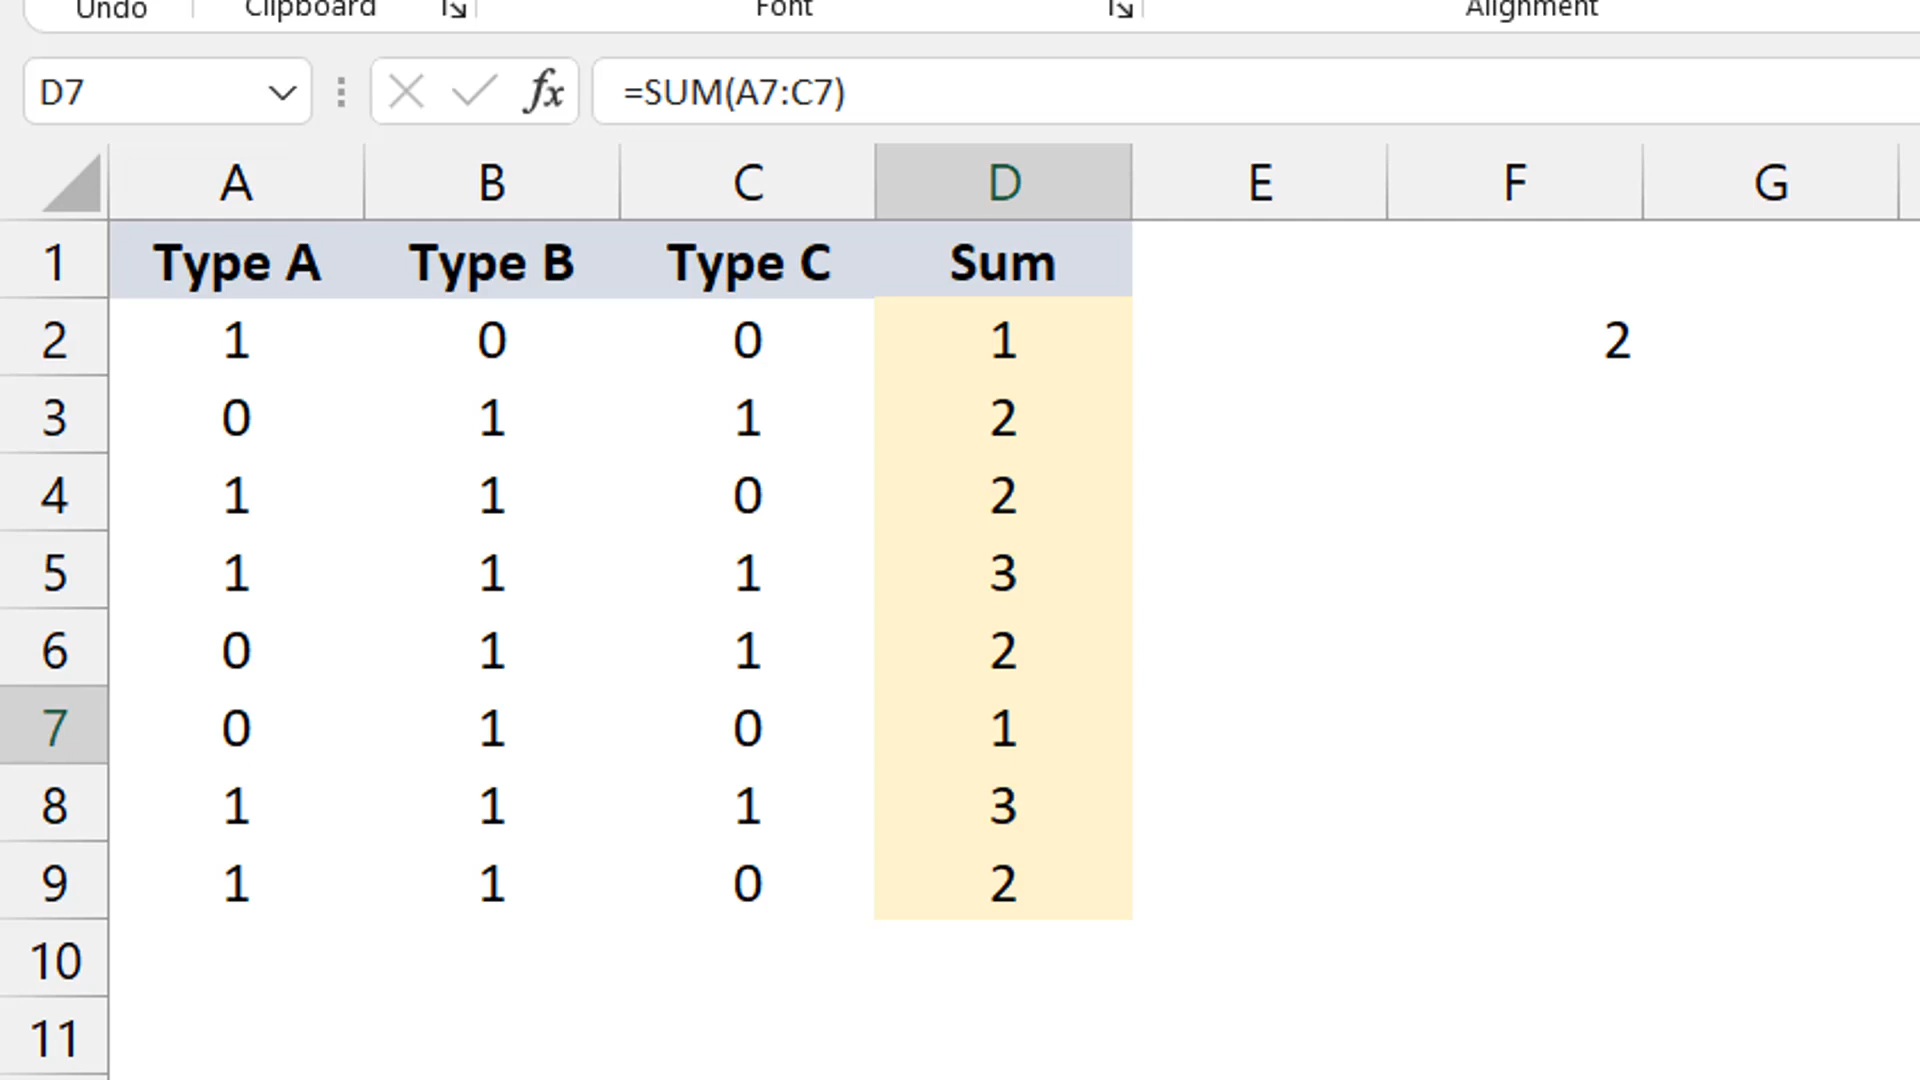 Undo Clipboard Font Alignment
D7 fx =SUM(A7:C7)
A B C D E F G
1 Type A Type B Type C Sum
2 1 0 0 1 2
3 0 1 1 2
4 1 1 0 2
5 1 1 1 3
6 0 1 1 2
7 0 1 0 1
8 1 1 1 3
9 1 1 0 2
10
11